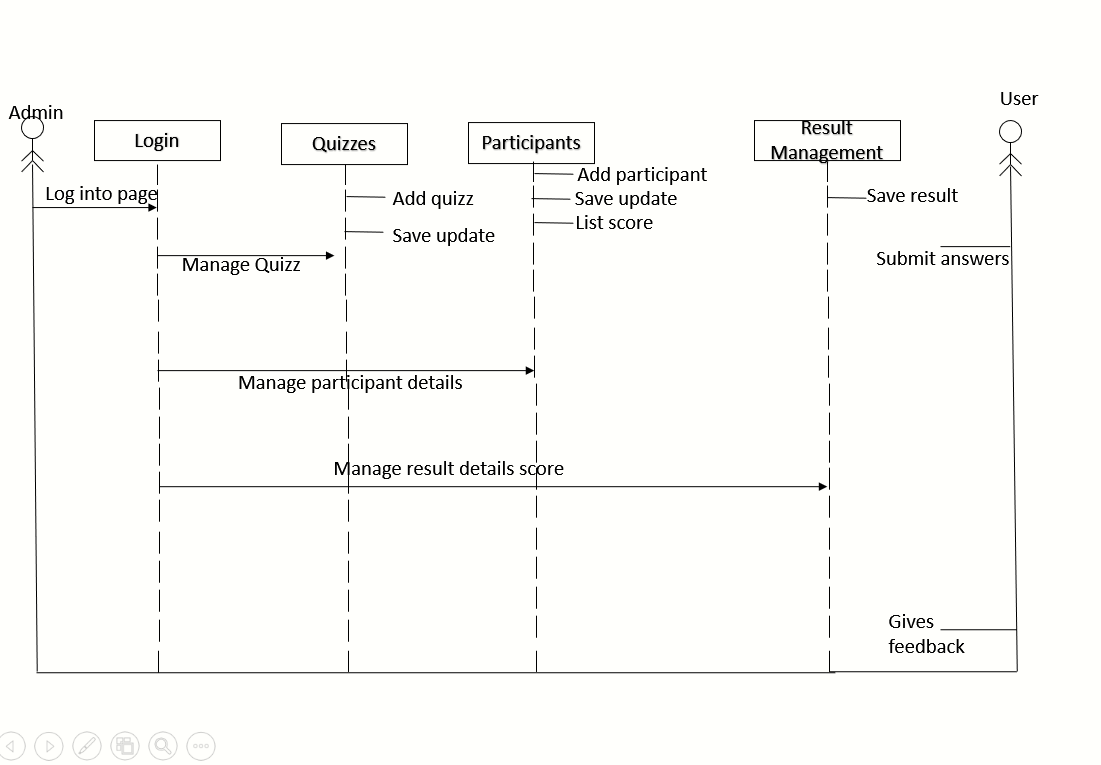 User
Admin
Login
Quizzes
Participants
Result
Management
Add participant
Log into page
Add quizz
Save update
Save result
List score
Save update
Submit answers
Manage Quizz
Manage participant details
Manage result details score
Gives
feedback